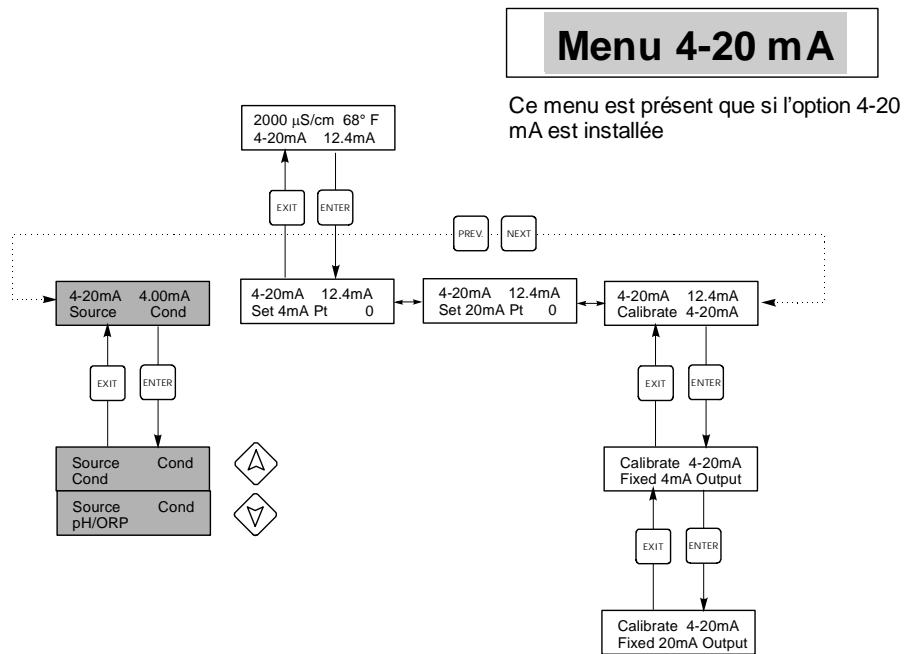 Menu 4-20 mA
Ce menu est présent que si l'option 4-20
mA est installée
2000 µS/cm 68° F
4-20mA 12.4mA
EXIT
ENTER
PREV.
NEXT
4-20mA 4.00mA
Source Cond
4-20mA 12.4mA
Set 4mA Pt 0
4-20mA 12.4mA
Set 20mA Pt 0
4-20mA 12.4mA
Calibrate 4-20mA
EXIT
ENTER
EXIT
ENTER
Source Cond
Cond
Source Cond
pH/ORP
Calibrate 4-20mA
Fixed 4mA Output
EXIT
ENTER
Calibrate 4-20mA
Fixed 20mA Output